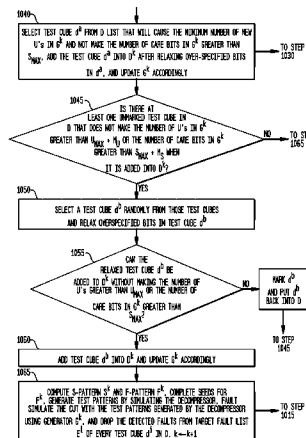 1040
SELECT TEST CUBE d^a FROM D LIST THAT WILL CAUSE THE MINIMUM NUMBER OF NEW
U's IN G^k AND NOT MAKE THE NUMBER OF CARE BITS IN G^k GREATER THAN
S_MAX, ADD THE TEST CUBE d^a INTO D^k AFTER RELAXING OVER-SPECIFIED BITS
IN d^a, AND UPDATE G^k ACCORDINGLY
TO STEP
1030
1045
IS THERE AT
LEAST ONE UNMARKED TEST CUBE IN
D THAT DOES NOT MAKE THE NUMBER OF U's IN G^k
GREATER THAN U_MAX + M_U OR THE NUMBER OF CARE BITS IN G^k
GREATER THAN S_MAX + M_S WHEN
IT IS ADDED INTO D^k?
NO
TO STEP
1065
YES
1050
SELECT A TEST CUBE d^b RANDOMLY FROM THOSE TEST CUBES
AND RELAX OVERSPECIFIED BITS IN TEST CUBE d^b
1055
CAN THE
RELAXED TEST CUBE d^b BE
ADDED TO D^k WITHOUT MAKING THE NUMBER OF
U's GREATER THAN U_MAX OR THE NUMBER OF
CARE BITS IN G^k GREATER THAN
S_MAX?
NO
MARK d^b
AND PUT d^b
BACK INTO D
TO STEP
1045
YES
1060
ADD TEST CUBE d^b INTO D^k AND UPDATE G^k ACCORDINGLY
1065
COMPUTE S-PATTERN S^k AND F-PATTERN F^k, COMPLETE SEEDS FOR
F^k, GENERATE TEST PATTERNS BY SIMULATING THE DECOMPRESSOR, FAULT
SIMULATE THE CUT WITH THE TEST PATTERNS GENERATED BY THE DECOMPRESSOR
USING GENERATOR G^k, AND DROP THE DETECTED FAULTS FROM TARGET FAULT LIST
OF EVERY TEST CUBE IN D, k←k+1
TO STEP
1015